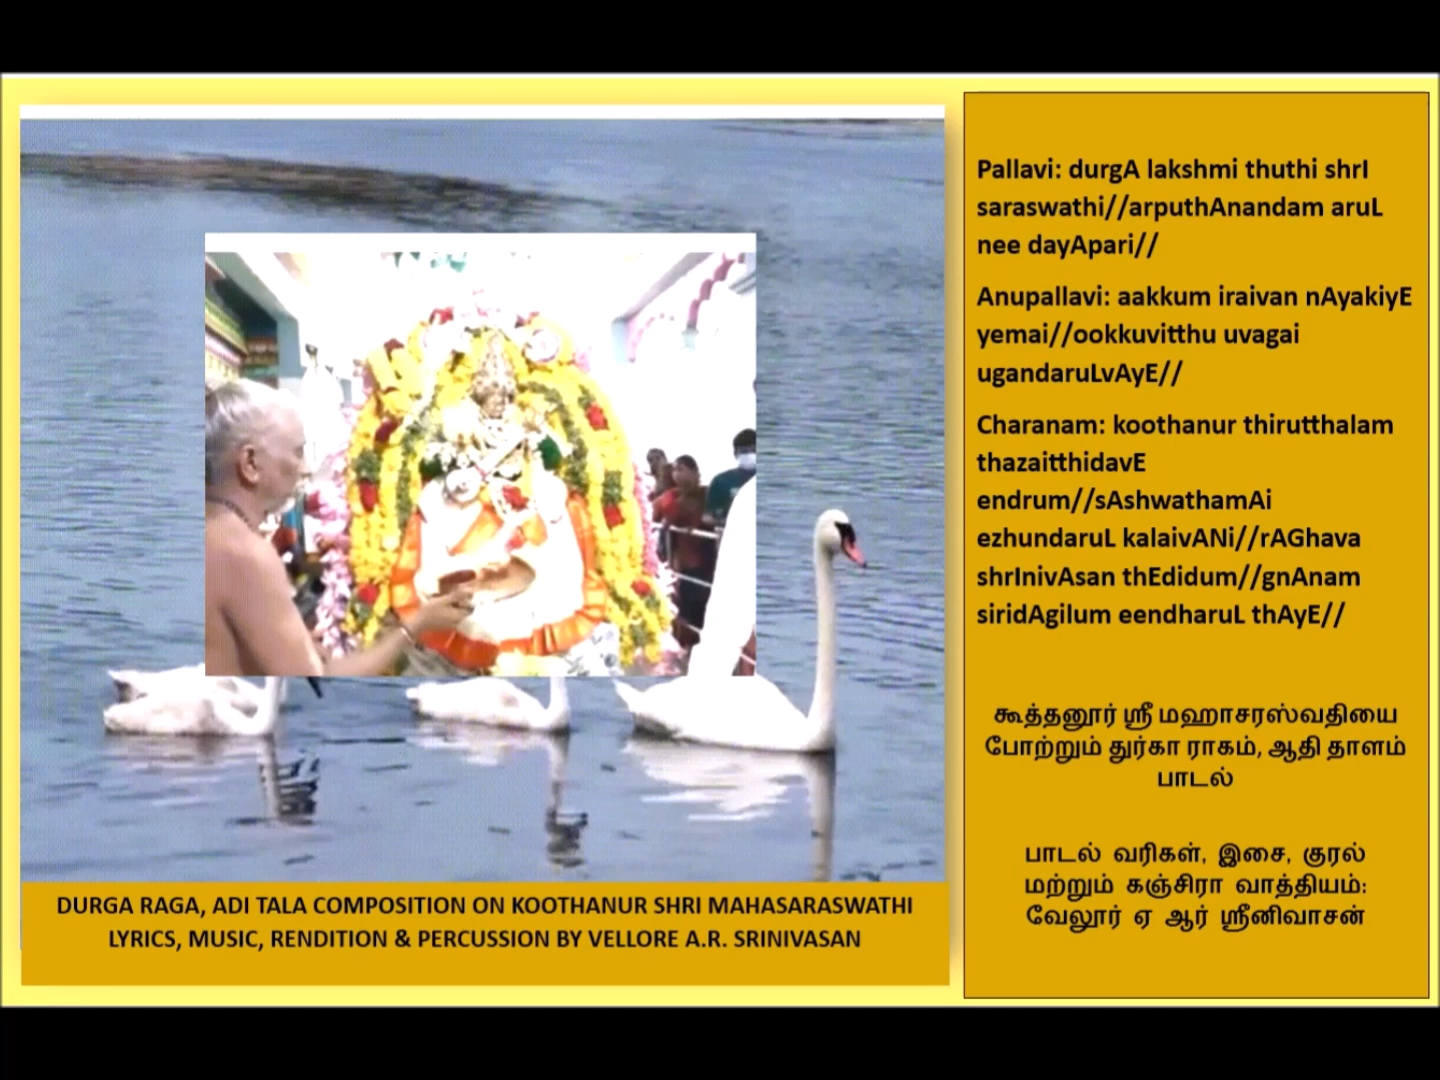 Pallavi: durgA lakshmi thuthi shrI
saraswathi//arputhAnandam aruL
nee dayApari//
Anupallavi: aakkum iraivan nAyakiyE
yemai//ookkuvitthu uvagai
ugandaruLvAyE//
Charanam: koothanur thirutthalam
thazaitthidavE
endrum//sAshwathamAi
ezhundaruL kalaivANi//rAGhava
shrInivAsan thEdidum//gnAnam
siridAgilum eendharuL thAyE//
கூத்தனூர் ஸ்ரீ மஹாசரஸ்வதியை
போற்றும் துர்கா ராகம், ஆதி தாளம்
பாடல்
பாடல் வரிகள், இசை, குரல்
மற்றும் கஞ்சிரா வாத்தியம்:
வேலூர் ஏ ஆர் ஸ்ரீனிவாசன்
DURGA RAGA, ADI TALA COMPOSITION ON KOOTHANUR SHRI MAHASARASWATHI
LYRICS, MUSIC, RENDITION & PERCUSSION BY VELLORE A.R. SRINIVASAN